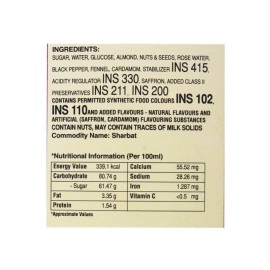 INGREDIENTS:
SUGAR, WATER, GLUCOSE, ALMOND, NUTS & SEEDS, ROSE WATER,
BLACK PEPPER, FENNEL, CARDAMOM, STABILIZER INS 415,
ACIDITY REGULATOR INS 330, SAFFRON, ADDED CLASS II
PRESERVATIVES INS 211, INS 200
CONTAINS PERMITTED SYNTHETIC FOOD COLOURS INS 102,
INS 110 AND ADDED FLAVOURS - NATURAL FLAVOURS AND
ARTIFICIAL (SAFFRON, CARDAMOM) FLAVOURING SUBSTANCES
CONTAIN NUTS, MAY CONTAIN TRACES OF MILK SOLIDS
Commodity Name: Sharbat
*Nutritional Information (Per 100ml)
Energy Value 339.1 kcal Calcium 55.52 mg
Carbohydrate 80.74 g Sodium 28.26 mg
- Sugar 61.47 g Iron 1.287 mg
Fat 3.35 g Vitamin C <0.5 mg
Protein 1.54 g
*Approximate Values